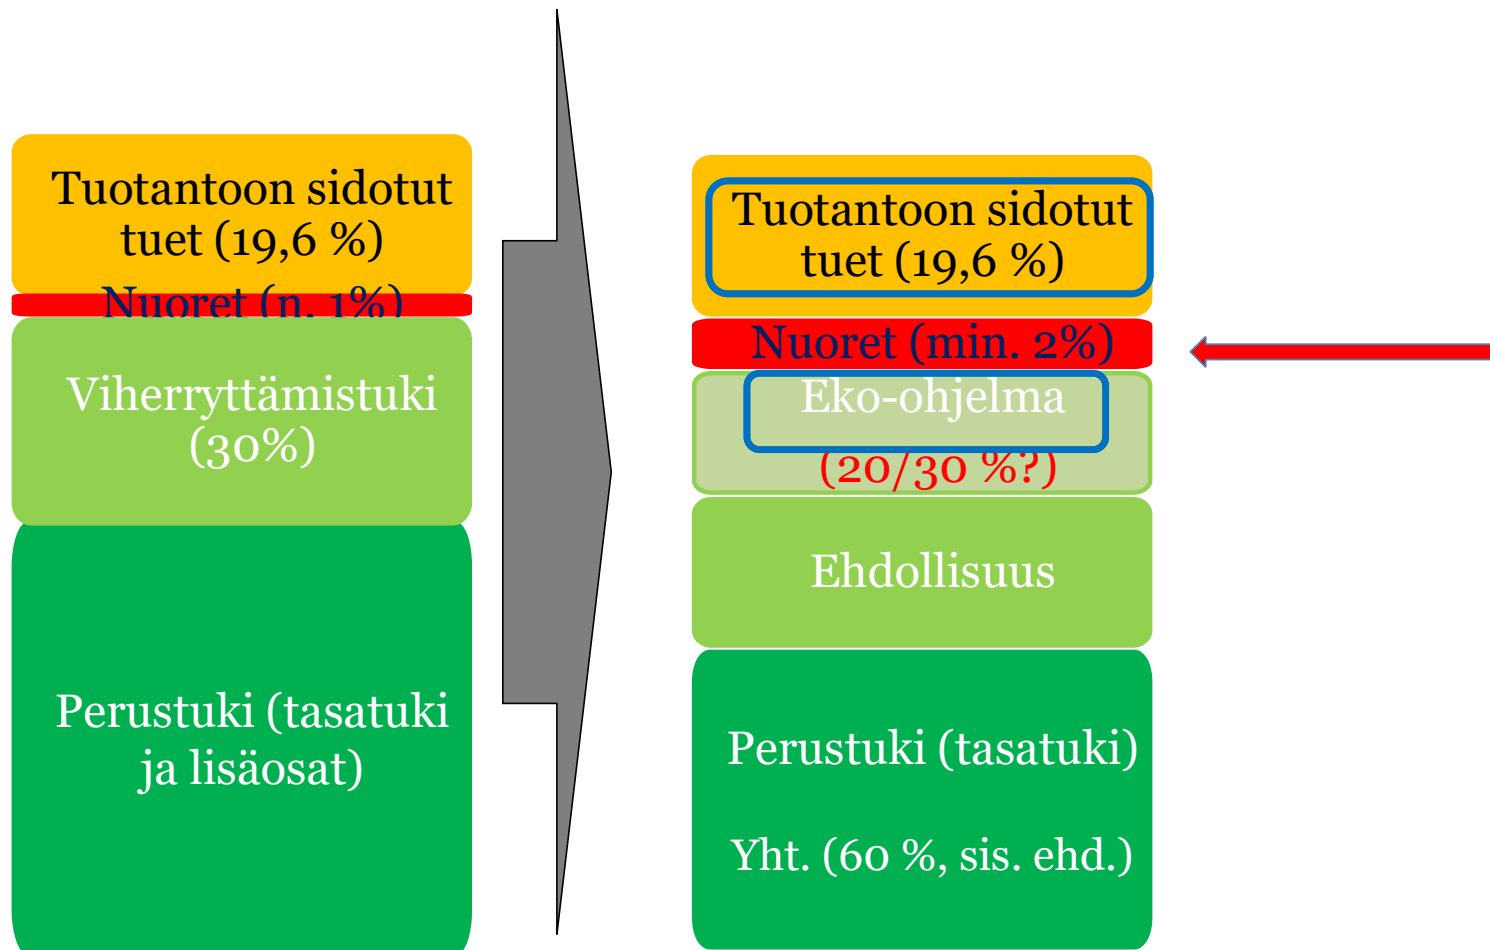 Tuotantoon sidotut
tuet (19,6 %)
Nuoret (n. 1%)
Viherryttämistuki
(30%)
Perustuki (tasatuki
ja lisäosat)
Tuotantoon sidotut
tuet (19,6 %)
Nuoret (min. 2%)
Eko-ohjelma
(20/30 %?)
Ehdollisuus
Perustuki (tasatuki)
Yht. (60 %, sis. ehd.)